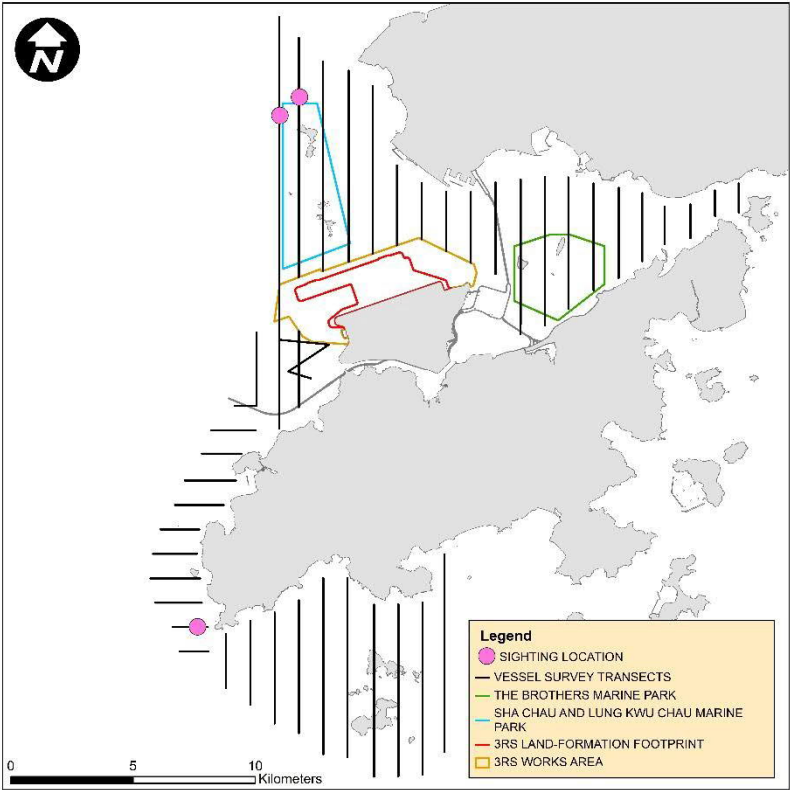 N
Legend
SIGHTING LOCATION
VESSEL SURVEY TRANSECTS
THE BROTHERS MARINE PARK
SHA CHAU AND LUNG KWU CHAU MARINE
PARK
3RS LAND-FORMATION FOOTPRINT
3RS WORKS AREA
0 5 10
Kilometers